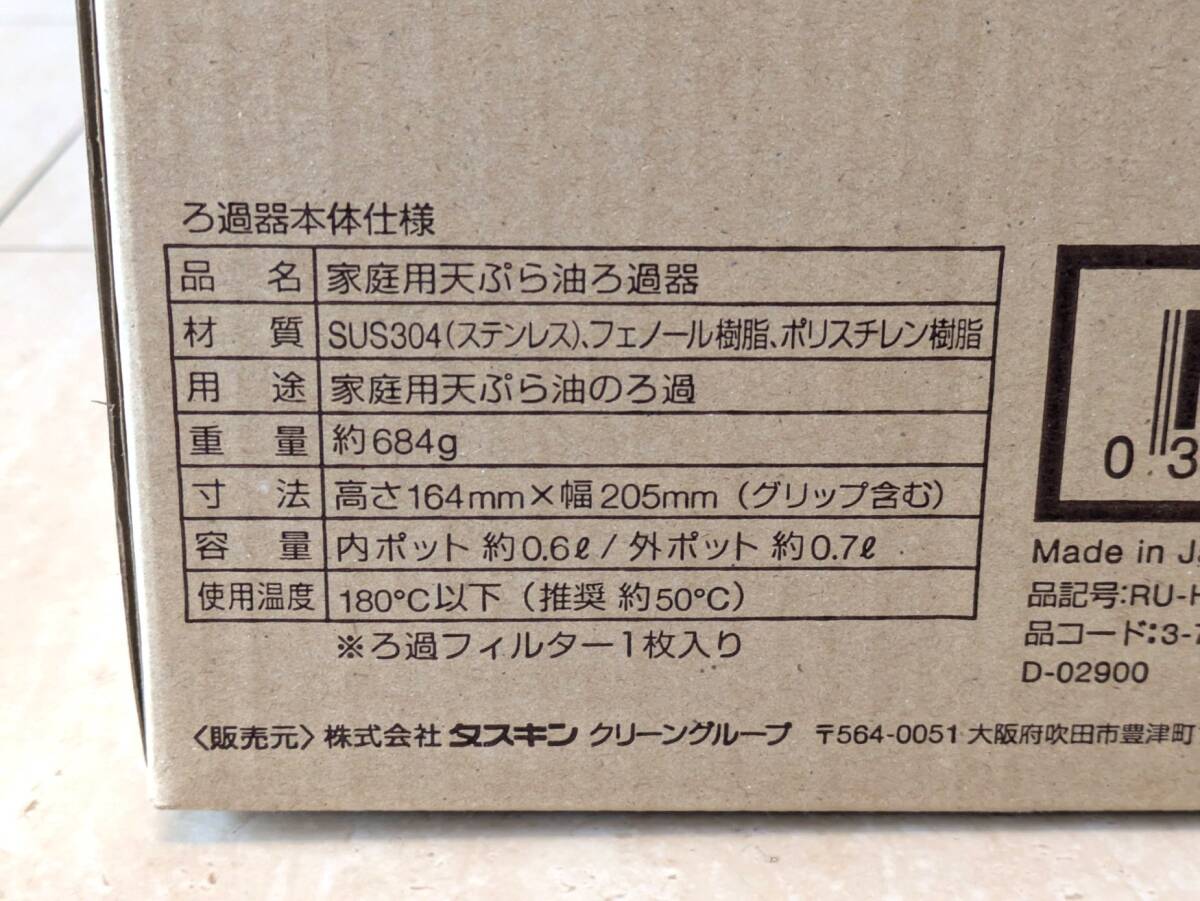 ろ過器本体仕様
品名 家庭用天ぷら油ろ過器
材質 SUS304(ステンレス)、フェノール樹脂、ポリスチレン樹脂
用途 家庭用天ぷら油のろ過
重量 約684g
寸法 高さ164mm×幅205mm(グリップ含む)
容量 内ポット 約0.6ℓ / 外ポット 約0.7ℓ
使用温度 180℃以下(推奨 約50℃)
※ろ過フィルター1枚入り
〈販売元〉株式会社 ダスキン クリーングループ 〒564-0051 大阪府吹田市豊津町
0 3
Made in
品記号:RU-
品コード:3-
D-02900